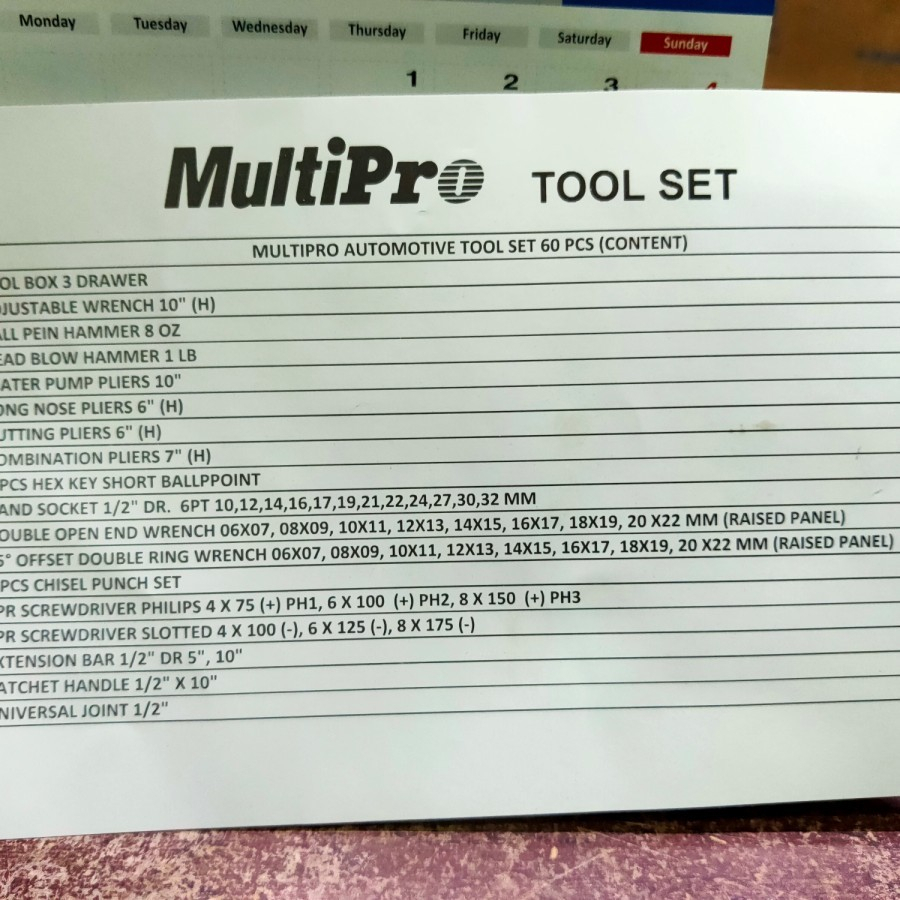 Monday Tuesday Wednesday Thursday Friday Saturday Sunday
1 2 3 4
MultiPro TOOL SET
MULTIPRO AUTOMOTIVE TOOL SET 60 PCS (CONTENT)
OL BOX 3 DRAWER
JUSTABLE WRENCH 10" (H)
LL PEIN HAMMER 8 OZ
EAD BLOW HAMMER 1 LB
ATER PUMP PLIERS 10"
ONG NOSE PLIERS 6" (H)
UTTING PLIERS 6" (H)
OMBINATION PLIERS 7" (H)
PCS HEX KEY SHORT BALLPPOINT
AND SOCKET 1/2" DR. 6PT 10,12,14,16,17,19,21,22,24,27,30,32 MM
OUBLE OPEN END WRENCH 06X07, 08X09, 10X11, 12X13, 14X15, 16X17, 18X19, 20 X22 MM (RAISED PANEL)
5° OFFSET DOUBLE RING WRENCH 06X07, 08X09, 10X11, 12X13, 14X15, 16X17, 18X19, 20 X22 MM (RAISED PANEL)
PCS CHISEL PUNCH SET
PR SCREWDRIVER PHILIPS 4 X 75 (+) PH1, 6 X 100 (+) PH2, 8 X 150 (+) PH3
PR SCREWDRIVER SLOTTED 4 X 100 (-), 6 X 125 (-), 8 X 175 (-)
XTENSION BAR 1/2" DR 5", 10"
ATCHET HANDLE 1/2" X 10"
NIVERSAL JOINT 1/2"